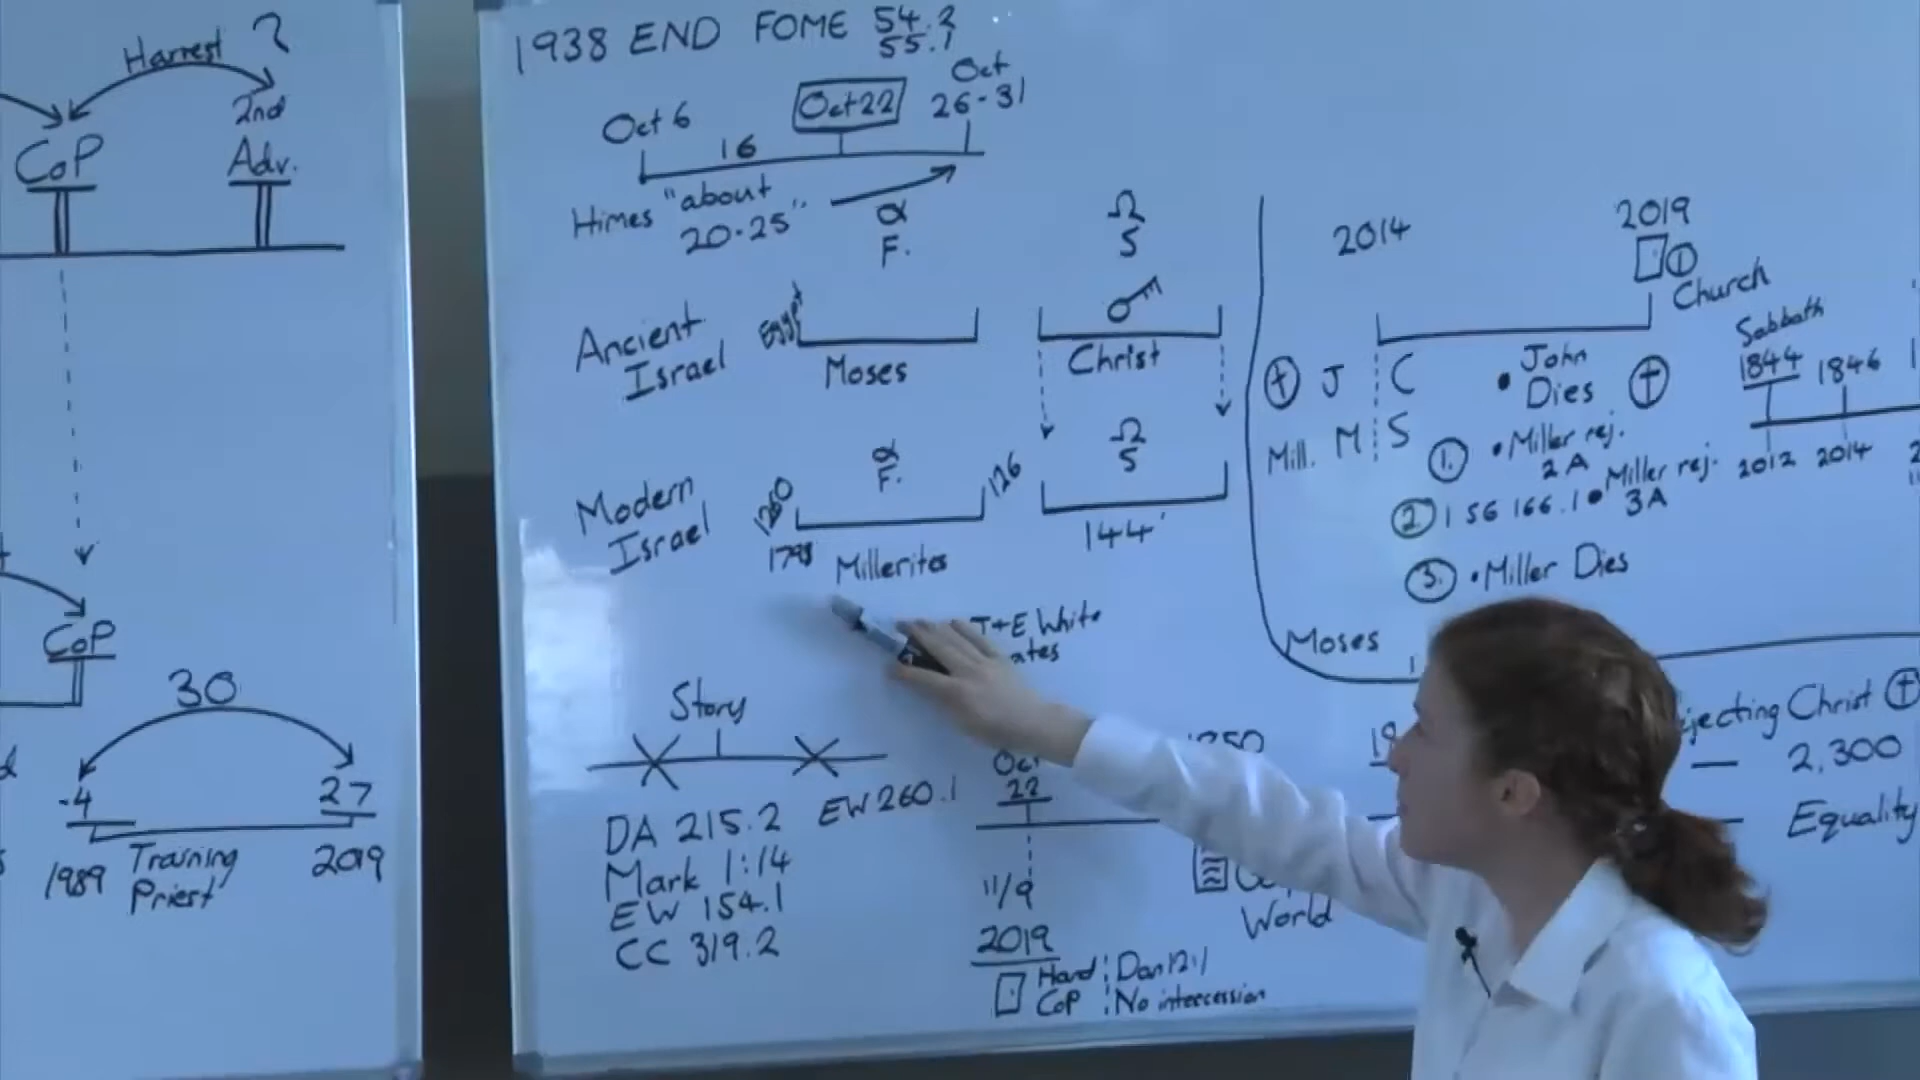 Harrest ?
CoP
2nd
Adv.
CoP
30
-4
27
1989
Training
Priest
2019
1938 END FOME 54.2
55.1
Oct 6
16
Oct 22
Oct
26-31
Himes "about
20-25"
α
F.
Ω
S
Ancient
Israel
Egypt
Moses
Christ
Modern
Israel
1260
1798
α
F.
126
Millerites
Ω
S
144
J+E White
Story
DA 215.2
EW 260.1
Mark 1:14
EW 154.1
CC 319.2
Oct
22
11/9
2019
Hard: Dan 12:1
CoP: No intercession
World
2014
2019
①
Church
J
C
• John
Dies
Mill. M
S
1. • Miller rej.
2A
2 1 SG 166.1 • Miller rej.
3A
3. • Miller Dies
Sabbath
1844
1846
2012
2014
Moses
ejecting Christ
2,300
Equality